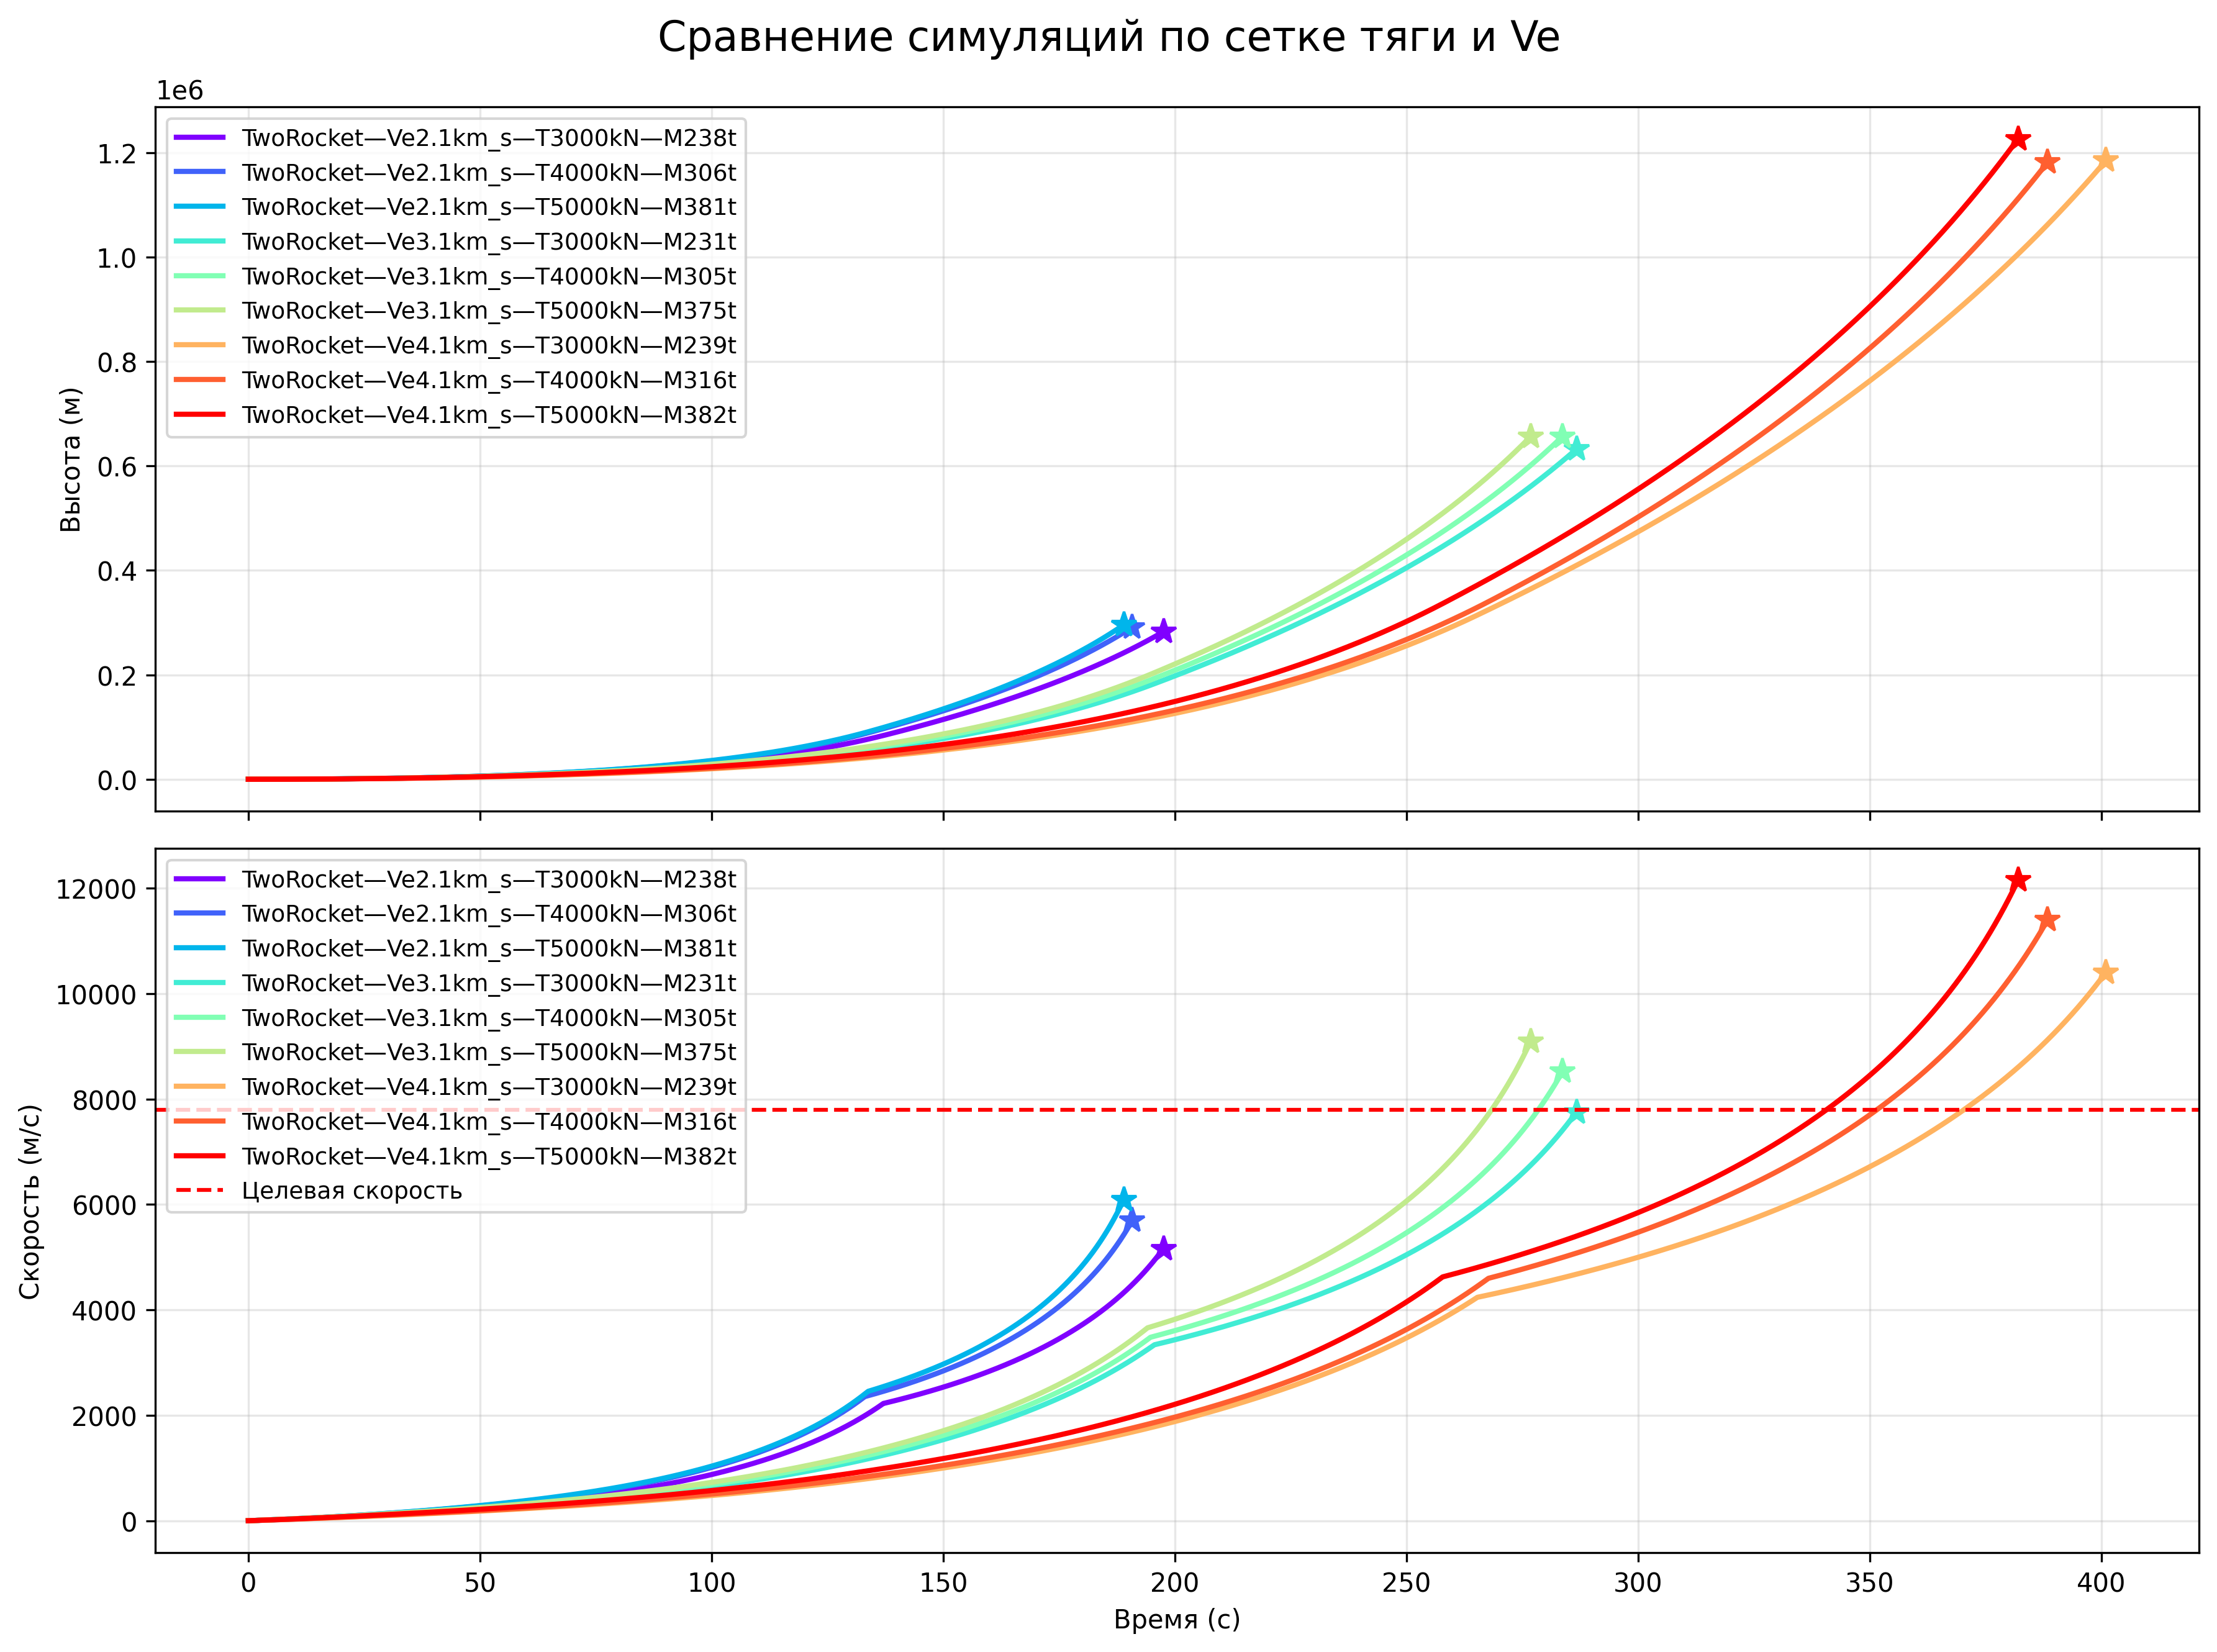 Сравнение симуляций по сетке тяги и Ve
1e6
TwoRocket—Ve2.1km_s—T3000kN—M238t
TwoRocket—Ve2.1km_s—T4000kN—M306t
TwoRocket—Ve2.1km_s—T5000kN—M381t
TwoRocket—Ve3.1km_s—T3000kN—M231t
TwoRocket—Ve3.1km_s—T4000kN—M305t
TwoRocket—Ve3.1km_s—T5000kN—M375t
TwoRocket—Ve4.1km_s—T3000kN—M239t
TwoRocket—Ve4.1km_s—T4000kN—M316t
TwoRocket—Ve4.1km_s—T5000kN—M382t
1.2
1.0
0.8
0.6
0.4
0.2
0.0
Высота (м)
TwoRocket—Ve2.1km_s—T3000kN—M238t
TwoRocket—Ve2.1km_s—T4000kN—M306t
TwoRocket—Ve2.1km_s—T5000kN—M381t
TwoRocket—Ve3.1km_s—T3000kN—M231t
TwoRocket—Ve3.1km_s—T4000kN—M305t
TwoRocket—Ve3.1km_s—T5000kN—M375t
TwoRocket—Ve4.1km_s—T3000kN—M239t
TwoRocket—Ve4.1km_s—T4000kN—M316t
TwoRocket—Ve4.1km_s—T5000kN—M382t
Целевая скорость
12000
10000
8000
6000
4000
2000
0
Скорость (м/с)
0 50 100 150 200 250 300 350 400
Время (с)